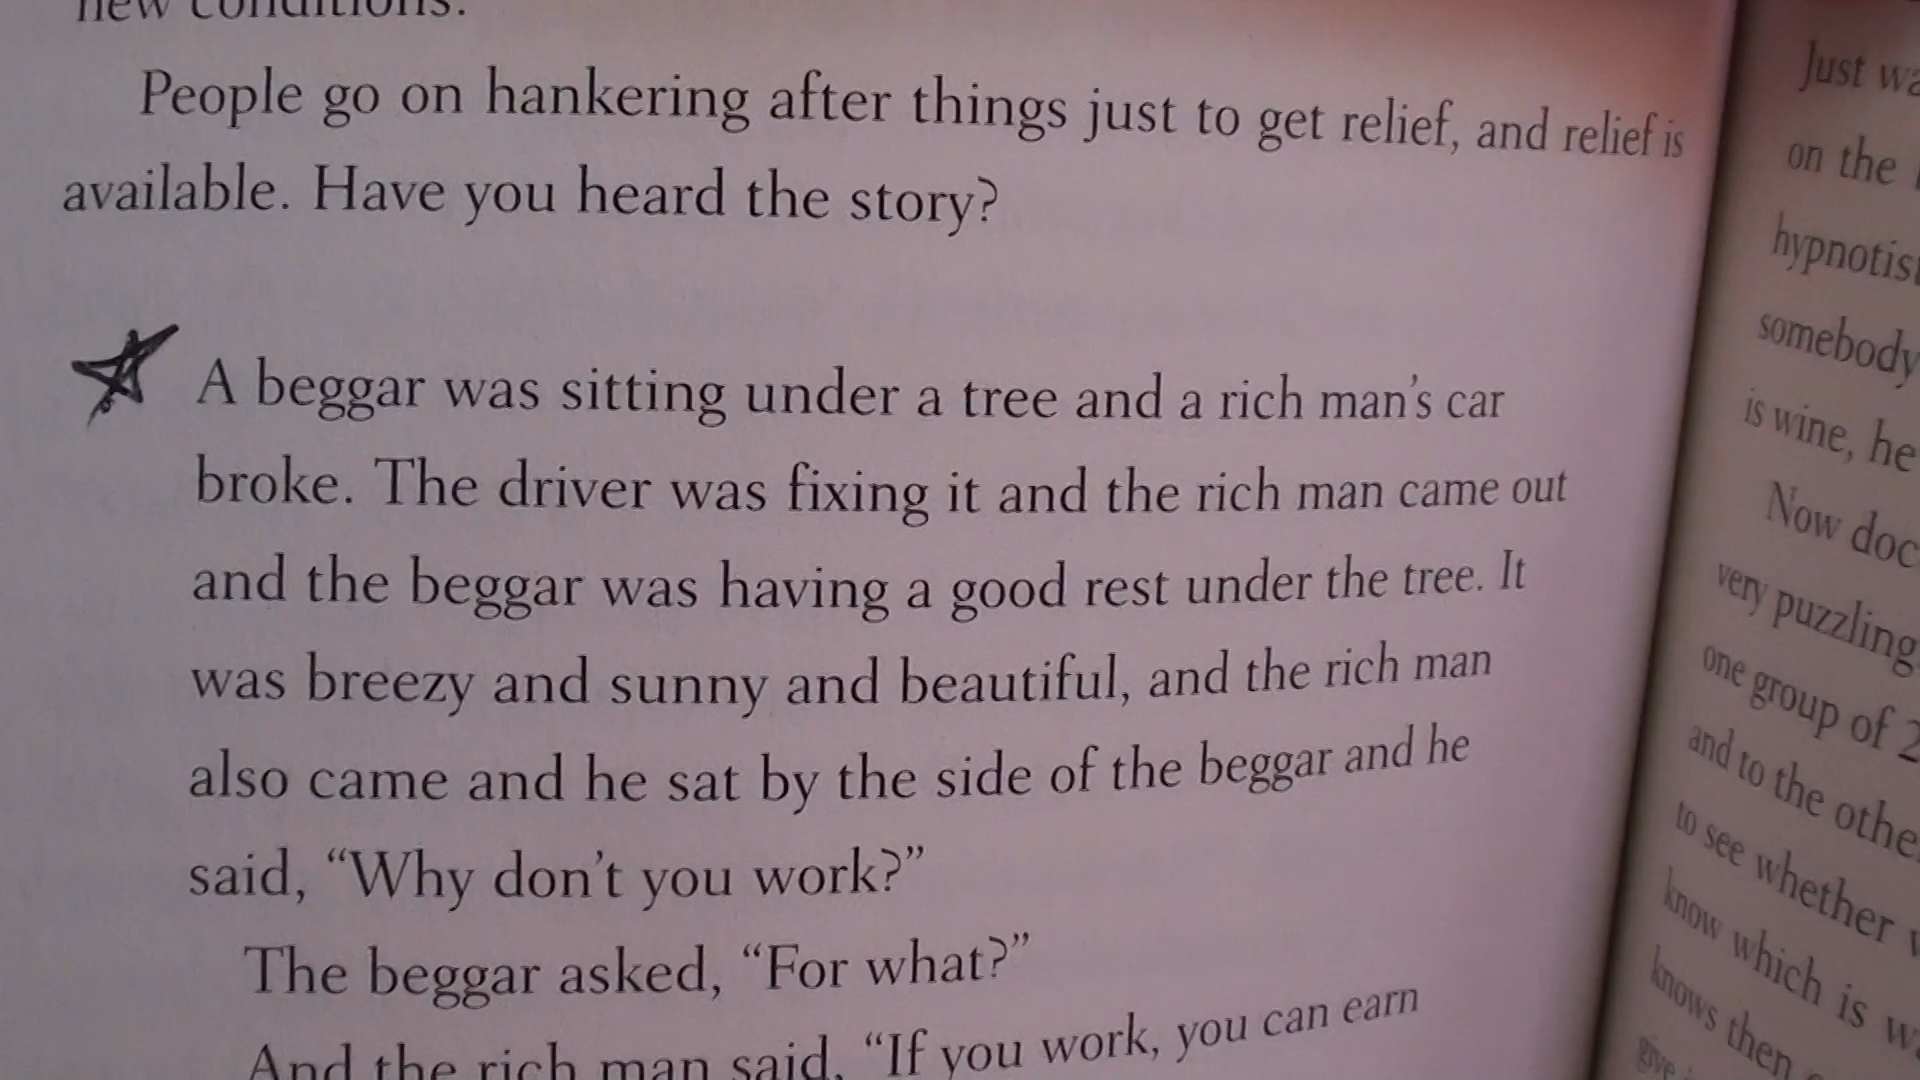 new conditions.
People go on hankering after things just to get relief, and relief is
available. Have you heard the story?
A beggar was sitting under a tree and a rich man's car
broke. The driver was fixing it and the rich man came out
and the beggar was having a good rest under the tree. It
was breezy and sunny and beautiful, and the rich man
also came and he sat by the side of the beggar and he
said, “Why don't you work?”
The beggar asked, “For what?”
And the rich man said, “If you work, you can earn
Just
on the
somebody
is wine, he
Now
very puzzling
one group of 2
and to the
to see whether
know which is
knows then